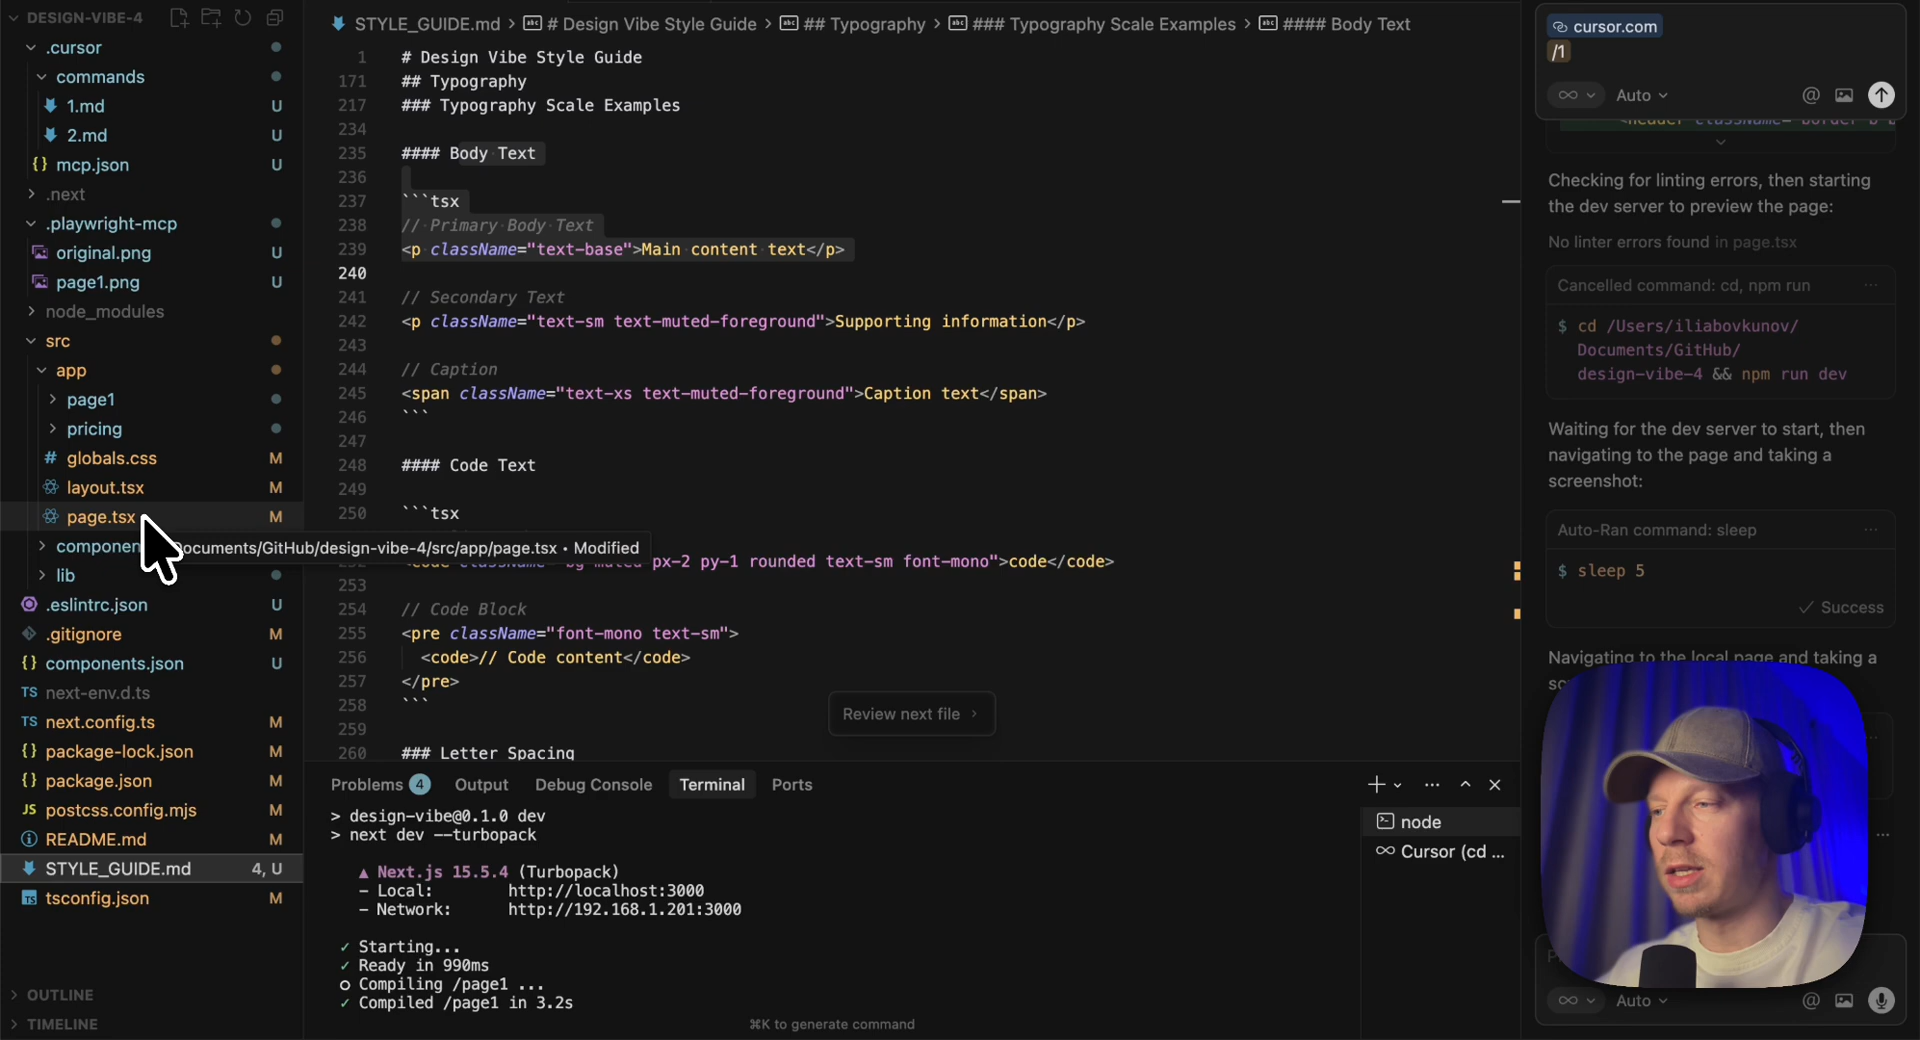 DESIGN-VIBE-4
.cursor
commands
1.md U
2.md U
mcp.json U
.next
.playwright-mcp
original.png U
page1.png U
node_modules
src
app
page1
pricing
globals.css M
layout.tsx M
page.tsx M
componen
ocuments/GitHub/design-vibe-4/src/app/page.tsx • Modified
lib
.eslintrc.json U
.gitignore M
components.json U
next-env.d.ts
next.config.ts M
package-lock.json M
package.json M
postcss.config.mjs M
README.md M
STYLE_GUIDE.md 4, U
tsconfig.json M
OUTLINE
TIMELINE
STYLE_GUIDE.md > # Design Vibe Style Guide > ## Typography > ### Typography Scale Examples > #### Body Text
1 # Design Vibe Style Guide
171 ## Typography
217 ### Typography Scale Examples
234
235 #### Body Text
236
237 ```tsx
238 // Primary Body Text
239 <p className="text-base">Main content text</p>
240
241 // Secondary Text
242 <p className="text-sm text-muted-foreground">Supporting information</p>
243
244 // Caption
245 <span className="text-xs text-muted-foreground">Caption text</span>
246 ```
247
248 #### Code Text
249
250 ```tsx
px-2 py-1 rounded text-sm font-mono">code</code>
253
254 // Code Block
255 <pre className="font-mono text-sm">
256 <code>// Code content</code>
257 </pre>
258 ```
259
260 ### Letter Spacing
Review next file >
Problems 4 Output Debug Console Terminal Ports
> design-vibe@0.1.0 dev
> next dev --turbopack
▲ Next.js 15.5.4 (Turbopack)
- Local: http://localhost:3000
- Network: http://192.168.1.201:3000
✓ Starting...
✓ Ready in 990ms
○ Compiling /page1 ...
✓ Compiled /page1 in 3.2s
⌘K to generate command
node
Cursor (cd ...
cursor.com
/1
∞ Auto @
Checking for linting errors, then starting
the dev server to preview the page:
No linter errors found in page.tsx
Cancelled command: cd, npm run ...
$ cd /Users/iliabovkunov/
Documents/GitHub/
design-vibe-4 && npm run dev
Waiting for the dev server to start, then
navigating to the page and taking a
screenshot:
Auto-Ran command: sleep ...
$ sleep 5
✓ Success
Navigating to the local page and taking a
∞ Auto @